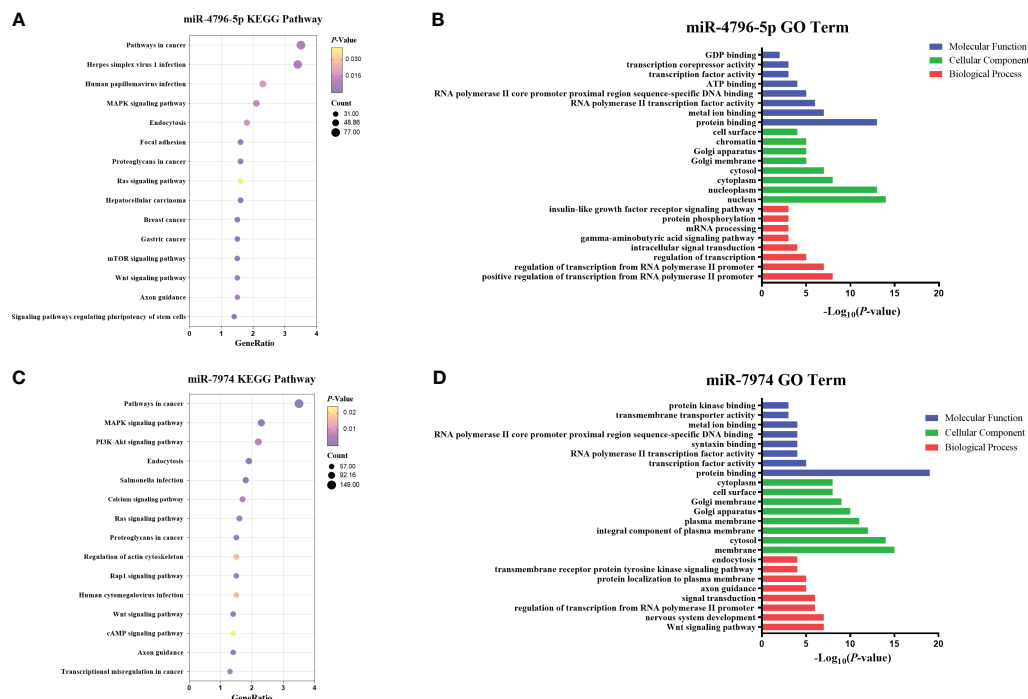 A
miR-4796-5p KEGG Pathway
Pathways in cancer
Herpes simplex virus 1 infection
Human papillomavirus infection
MAPK signaling pathway
Endocytosis
Focal adhesion
Proteoglycans in cancer
Ras signaling pathway
Hepatocellular carcinoma
Breast cancer
Gastric cancer
mTOR signaling pathway
Wnt signaling pathway
Axon guidance
Signaling pathways regulating pluripotency of stem cells
0 1 2 3 4
GeneRatio
P-Value
0.030
0.015
Count
31.00
48.86
77.00
B
miR-4796-5p GO Term
GDP binding
transcription corepressor activity
transcription factor activity
ATP binding
RNA polymerase II core promoter proximal region sequence-specific DNA binding
RNA polymerase II transcription factor activity
metal ion binding
protein binding
cell surface
chromatin
Golgi apparatus
Golgi membrane
cytosol
cytoplasm
nucleoplasm
nucleus
insulin-like growth factor receptor signaling pathway
protein phosphorylation
mRNA processing
gamma-aminobutyric acid signaling pathway
intracellular signal transduction
regulation of transcription
regulation of transcription from RNA polymerase II promoter
positive regulation of transcription from RNA polymerase II promoter
0 5 10 15 20
-Log10(P-value)
Molecular Function
Cellular Component
Biological Process
C
miR-7974 KEGG Pathway
Pathways in cancer
MAPK signaling pathway
PI3K-Akt signaling pathway
Endocytosis
Salmonella infection
Calcium signaling pathway
Ras signaling pathway
Proteoglycans in cancer
Regulation of actin cytoskeleton
Rap1 signaling pathway
Human cytomegalovirus infection
Wnt signaling pathway
cAMP signaling pathway
Axon guidance
Transcriptional misregulation in cancer
0 1 2 3 4
GeneRatio
P-Value
0.02
0.01
Count
57.00
92.16
149.00
D
miR-7974 GO Term
protein kinase binding
transmembrane transporter activity
metal ion binding
RNA polymerase II core promoter proximal region sequence-specific DNA binding
syntaxin binding
RNA polymerase II transcription factor activity
transcription factor activity
protein binding
cytoplasm
cell surface
Golgi membrane
Golgi apparatus
plasma membrane
integral component of plasma membrane
cytosol
membrane
endocytosis
transmembrane receptor protein tyrosine kinase signaling pathway
protein localization to plasma membrane
axon guidance
signal transduction
regulation of transcription from RNA polymerase II promoter
nervous system development
Wnt signaling pathway
0 5 10 15 20
-Log10(P-value)
Molecular Function
Cellular Component
Biological Process